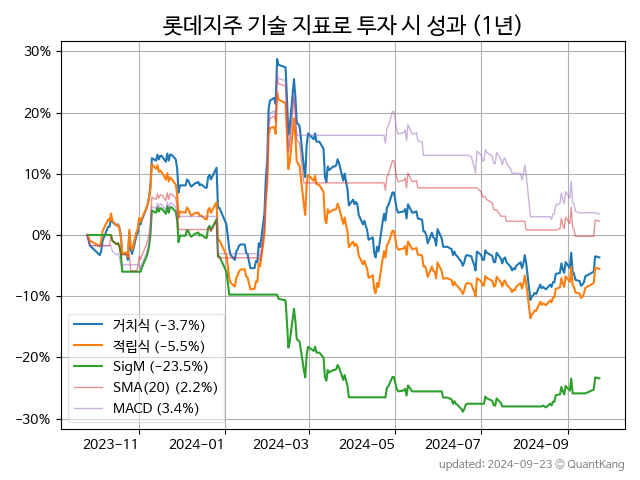 롯데지주 기술 지표로 투자 시 성과 (1년)
30%
20%
10%
0%
−10%
−20%
−30%
거치식 (−3.7%)
적립식 (−5.5%)
SigM (−23.5%)
SMA(20) (2.2%)
MACD (3.4%)
2023−11
2024−01
2024−03
2024−05
2024−07
2024−09
updated: 2024−09−23 © QuantKang